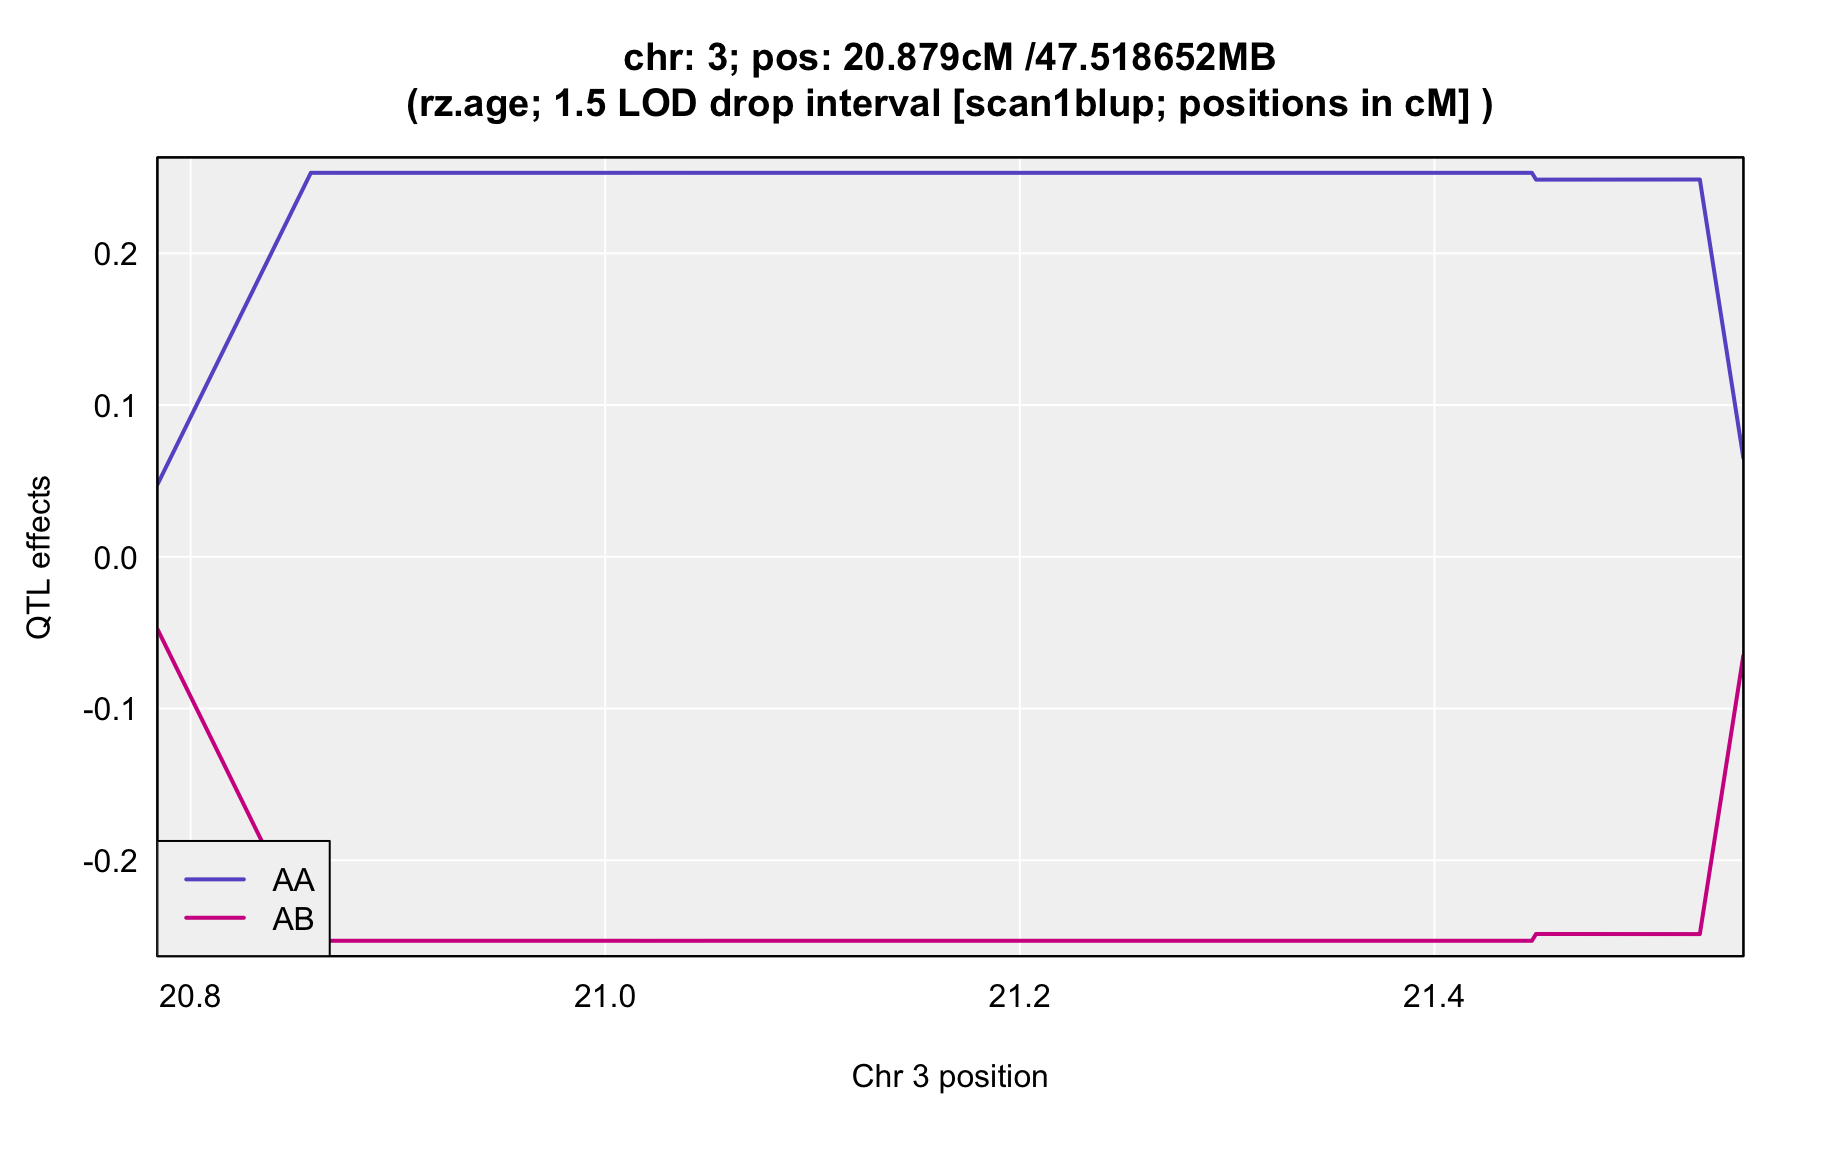 chr: 3; pos: 20.879cM /47.518652MB
(rz.age; 1.5 LOD drop interval [scan1blup; positions in cM] )
QTL effects
0.2
0.1
0.0
-0.1
-0.2
AA
AB
20.8
21.0
21.2
21.4
Chr 3 position